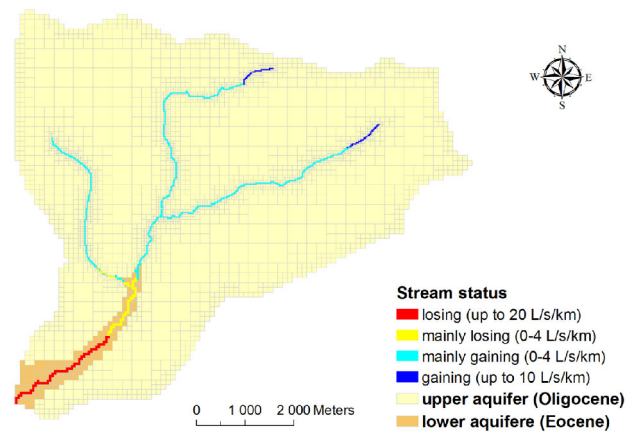 N
W E
S
Stream status
losing (up to 20 L/s/km)
mainly losing (0-4 L/s/km)
mainly gaining (0-4 L/s/km)
gaining (up to 10 L/s/km)
upper aquifer (Oligocene)
lower aquifere (Eocene)
0 1 000 2 000 Meters